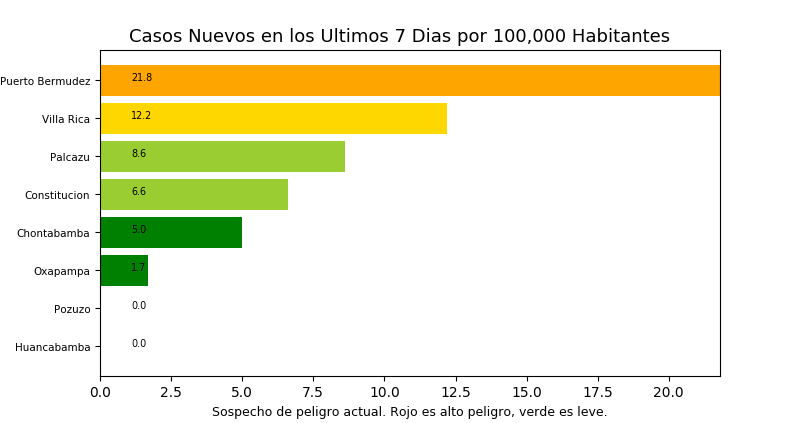 Casos Nuevos en los Ultimos 7 Dias por 100,000 Habitantes
Puerto Bermudez 21.8
Villa Rica 12.2
Palcazu 8.6
Constitucion 6.6
Chontabamba 5.0
Oxapampa 1.7
Pozuzo 0.0
Huancabamba 0.0
0.0 2.5 5.0 7.5 10.0 12.5 15.0 17.5 20.0
Sospecho de peligro actual. Rojo es alto peligro, verde es leve.